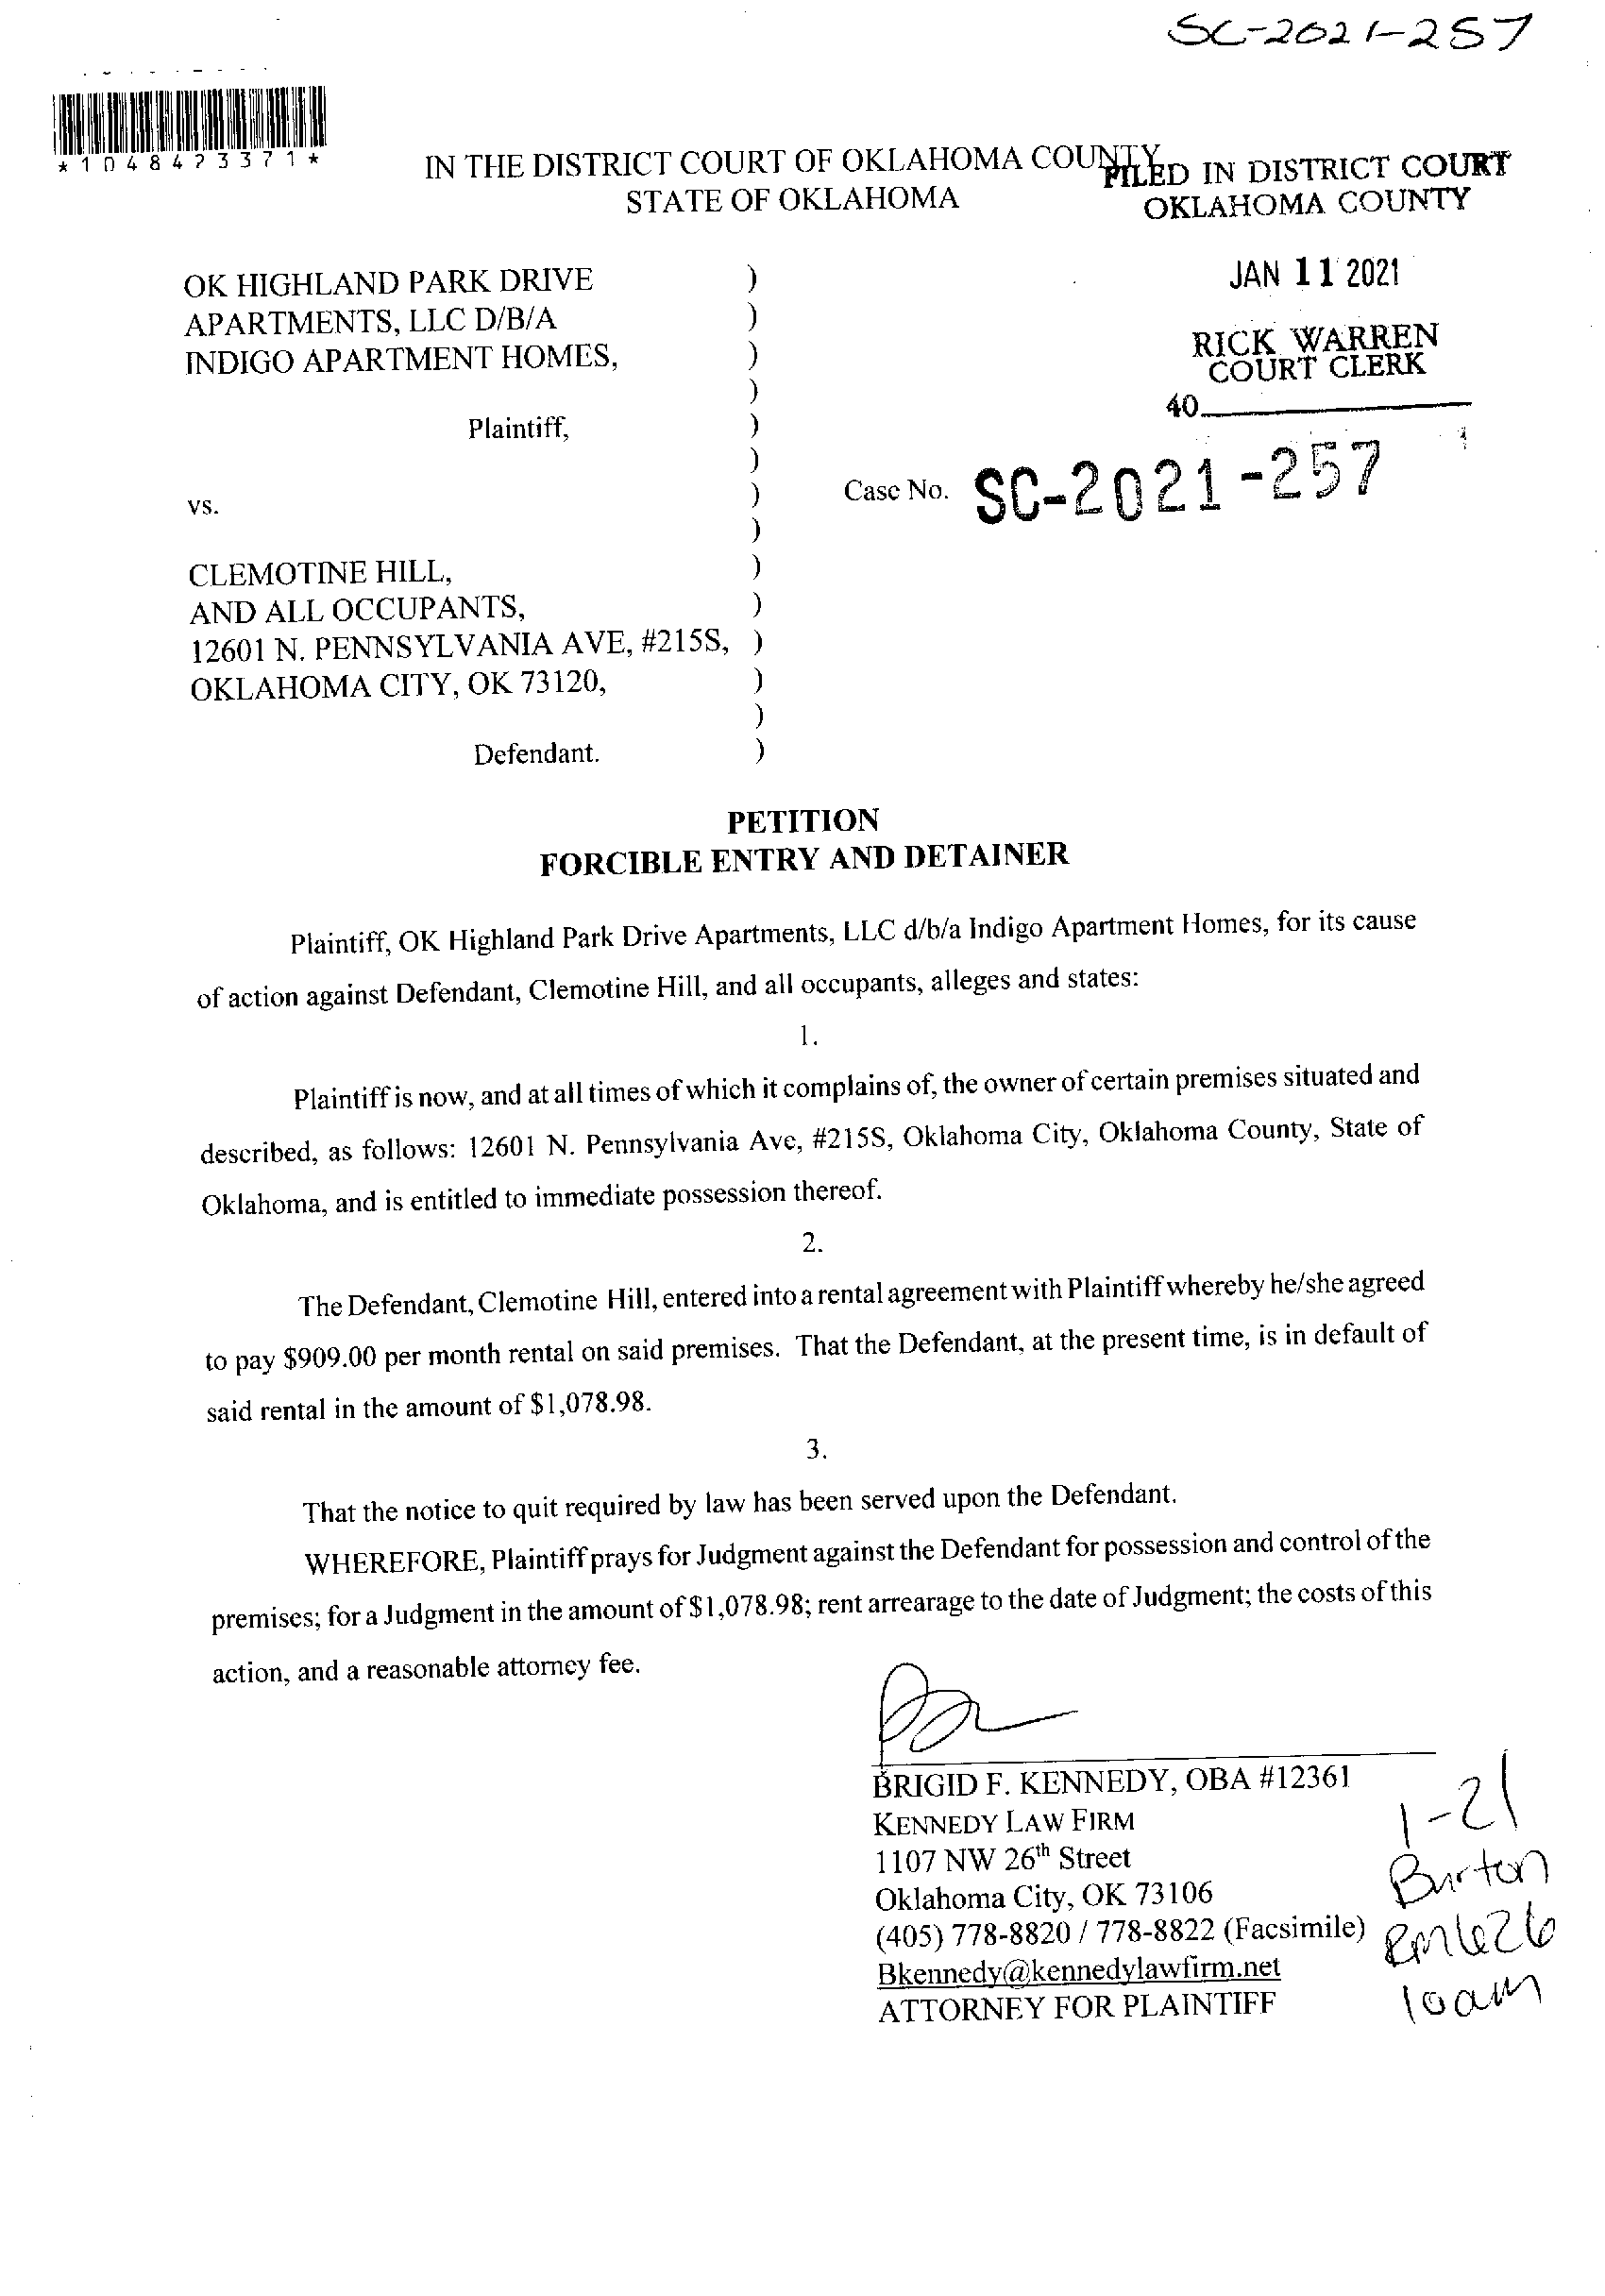 SC-2021-257
*1048423371*
IN THE DISTRICT COURT OF OKLAHOMA COUNTY
STATE OF OKLAHOMA
FILED IN DISTRICT COURT
OKLAHOMA COUNTY
JAN 11 2021
RICK WARREN
COURT CLERK
40
OK HIGHLAND PARK DRIVE )
APARTMENTS, LLC D/B/A )
INDIGO APARTMENT HOMES, )
)
Plaintiff, )
)
vs. ) Case No. SC-2021-257
)
CLEMOTINE HILL, )
AND ALL OCCUPANTS, )
12601 N. PENNSYLVANIA AVE, #215S, )
OKLAHOMA CITY, OK 73120, )
)
Defendant. )
PETITION
FORCIBLE ENTRY AND DETAINER
Plaintiff, OK Highland Park Drive Apartments, LLC d/b/a Indigo Apartment Homes, for its cause
of action against Defendant, Clemotine Hill, and all occupants, alleges and states:
1.
Plaintiff is now, and at all times of which it complains of, the owner of certain premises situated and
described, as follows: 12601 N. Pennsylvania Ave, #215S, Oklahoma City, Oklahoma County, State of
Oklahoma, and is entitled to immediate possession thereof.
2.
The Defendant, Clemotine Hill, entered into a rental agreement with Plaintiff whereby he/she agreed
to pay $909.00 per month rental on said premises. That the Defendant, at the present time, is in default of
said rental in the amount of $1,078.98.
3.
That the notice to quit required by law has been served upon the Defendant.
WHEREFORE, Plaintiff prays for Judgment against the Defendant for possession and control of the
premises; for a Judgment in the amount of $1,078.98; rent arrearage to the date of Judgment; the costs of this
action, and a reasonable attorney fee.
BRIGID F. KENNEDY, OBA #12361
KENNEDY LAW FIRM
1107 NW 26th Street
Oklahoma City, OK 73106
(405) 778-8820 / 778-8822 (Facsimile)
Bkennedy@kennedylawfirm.net
ATTORNEY FOR PLAINTIFF
1-21
Burton
Rm 626
10am